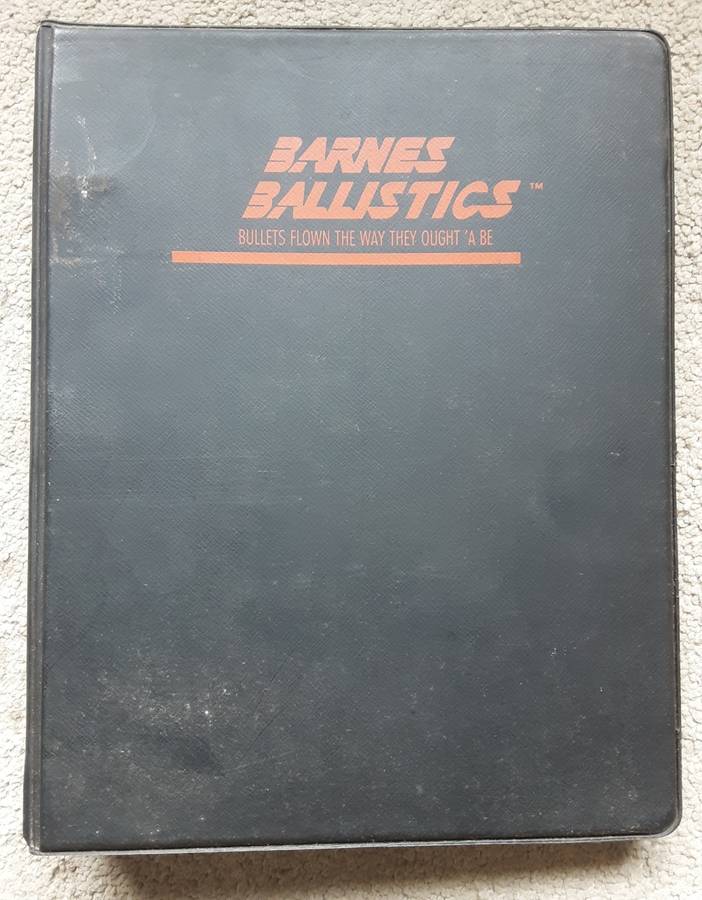 BARNES
BALLISTICS™
BULLETS FLOWN THE WAY THEY OUGHT 'A BE